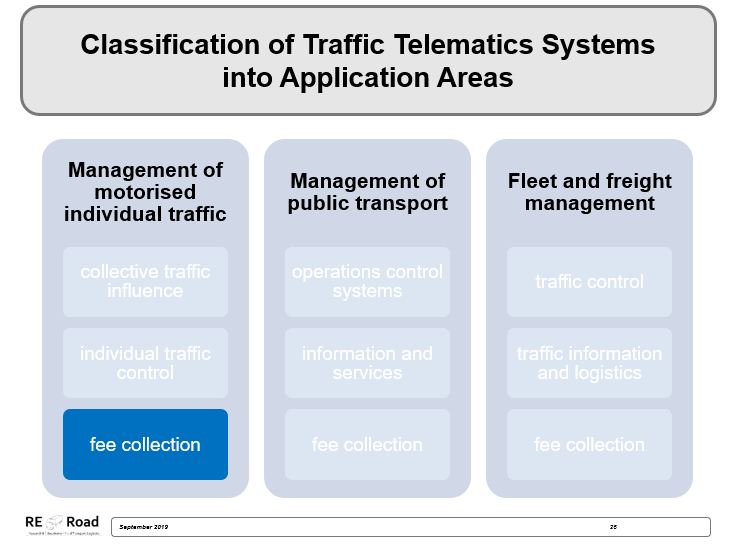 Classification of Traffic Telematics Systems
into Application Areas
Management of
motorised
individual traffic
collective traffic
influence
individual traffic
control
fee collection
Management of
public transport
operations control
systems
information and
services
fee collection
Fleet and freight
management
traffic control
traffic information
and logistics
fee collection
RE Road
September 2019